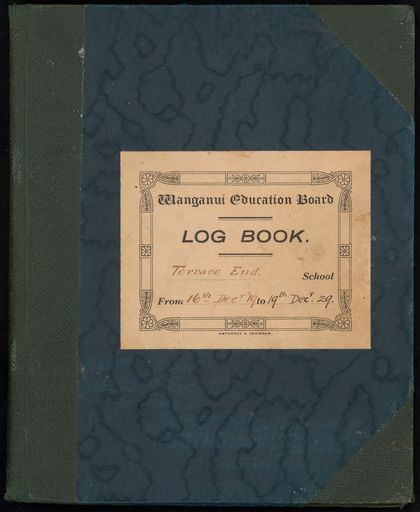 Wanganui Education Board
LOG BOOK.
Terrace End. School
From 16th Decr 19 to 19th Decr. 29.